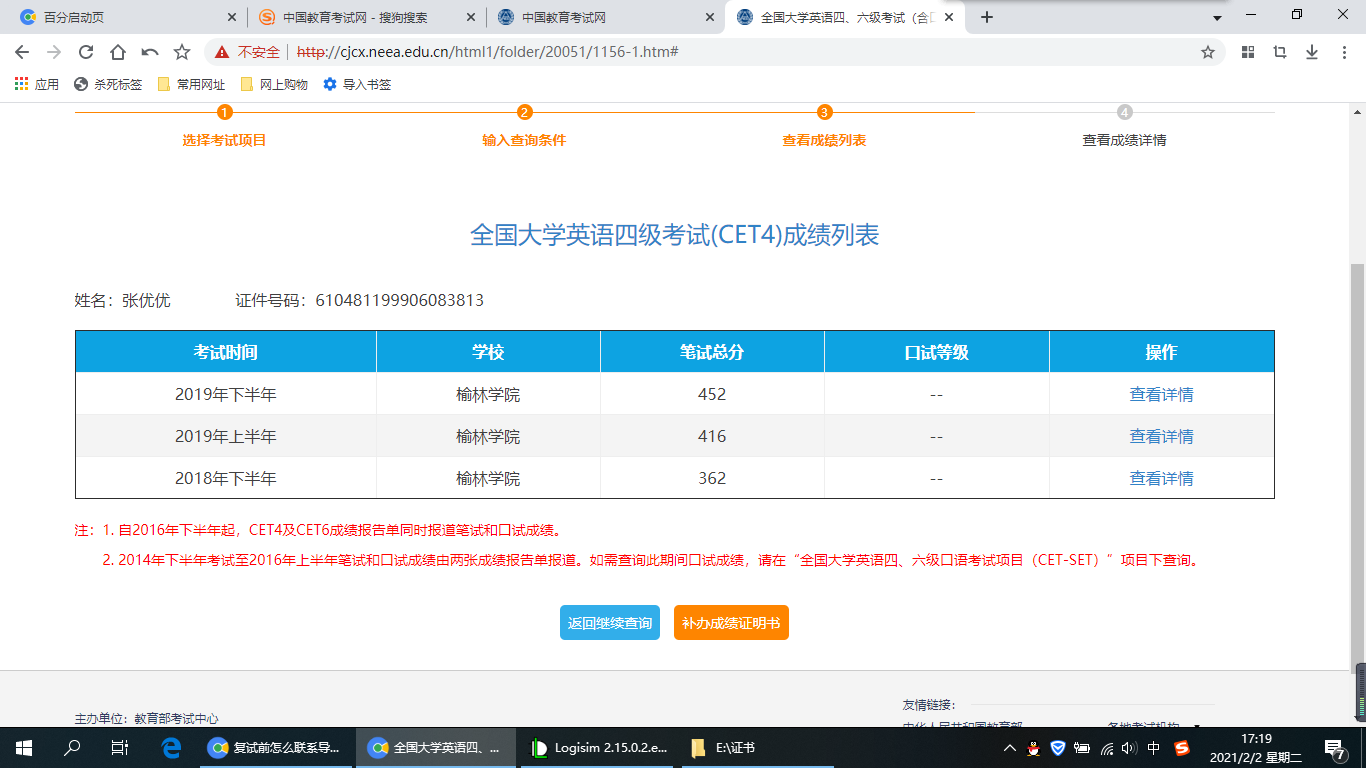 百分启动页
中国教育考试网 - 搜狗搜索
中国教育考试网
全国大学英语四、六级考试（含口
不安全 http://cjcx.neea.edu.cn/html1/folder/20051/1156-1.htm#
应用 杀死标签 常用网址 网上购物 导入书签
1 2 3 4
选择考试项目 输入查询条件 查看成绩列表 查看成绩详情
全国大学英语四级考试(CET4)成绩列表
姓名：张优优 证件号码：610481199906083813
考试时间 学校 笔试总分 口试等级 操作
2019年下半年 榆林学院 452 -- 查看详情
2019年上半年 榆林学院 416 -- 查看详情
2018年下半年 榆林学院 362 -- 查看详情
注：1. 自2016年下半年起，CET4及CET6成绩报告单同时报道笔试和口试成绩。
2. 2014年下半年考试至2016年上半年笔试和口试成绩由两张成绩报告单报道。如需查询此期间口试成绩，请在“全国大学英语四、六级口语考试项目（CET-SET）”项目下查询。
返回继续查询 补办成绩证明书
友情链接：
主办单位：教育部考试中心
中华人民共和国教育部 各地考试机构
复试前怎么联系导... 全国大学英语四、... Logisim 2.15.0.2.e... E:\证书
中
17:19
2021/2/2 星期二
7